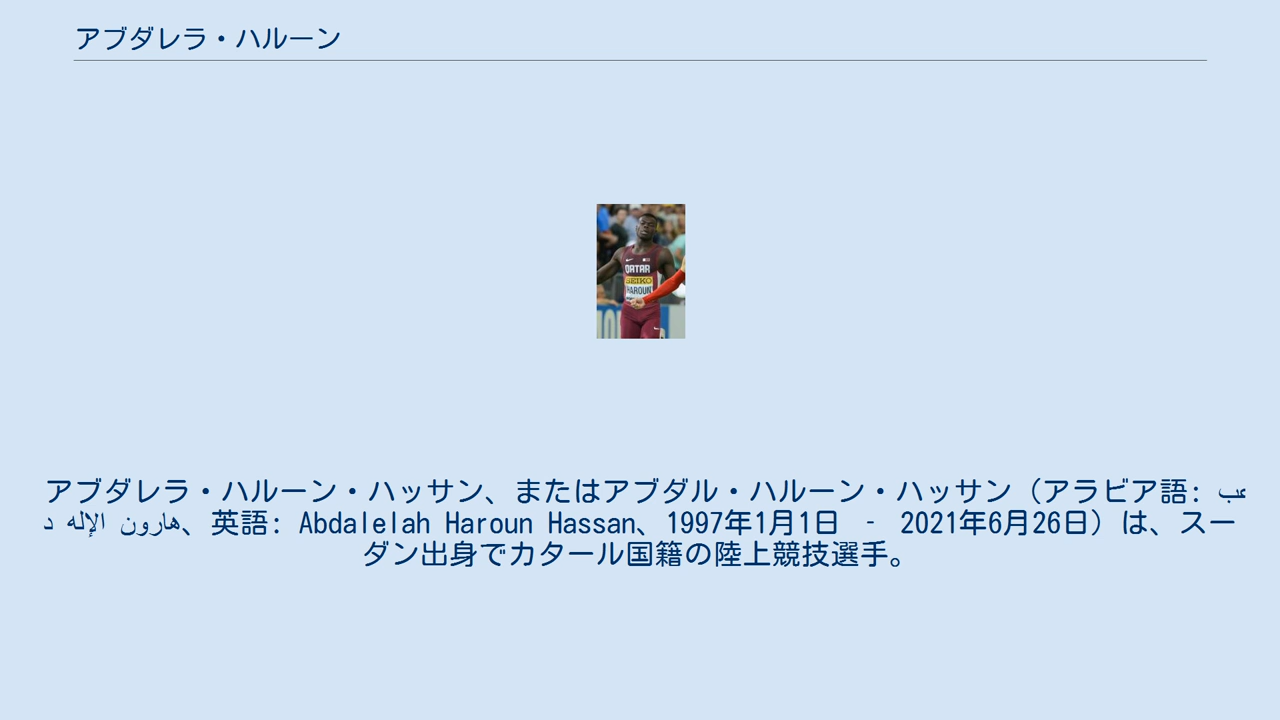 アブダレラ・ハルーン
QATAR
SEIKO
HAROUN
アブダレラ・ハルーン・ハッサン、またはアブダル・ハルーン・ハッサン（アラビア語: عب
د الإله هارون、英語: Abdalelah Haroun Hassan、1997年1月1日 - 2021年6月26日）は、スー
ダン出身でカタール国籍の陸上競技選手。